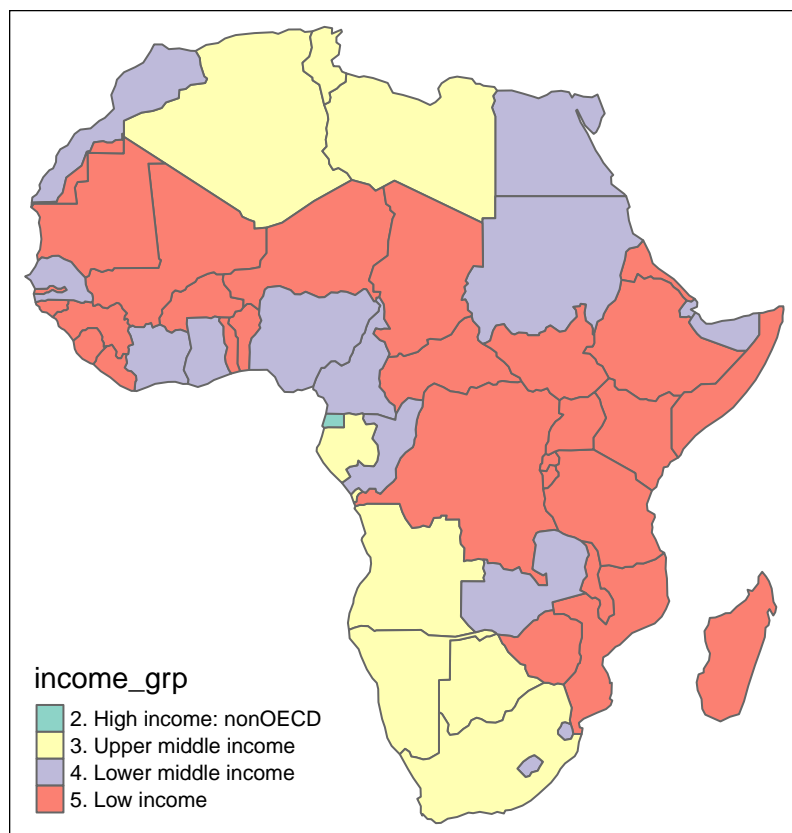 income_grp
2. High income: nonOECD
3. Upper middle income
4. Lower middle income
5. Low income